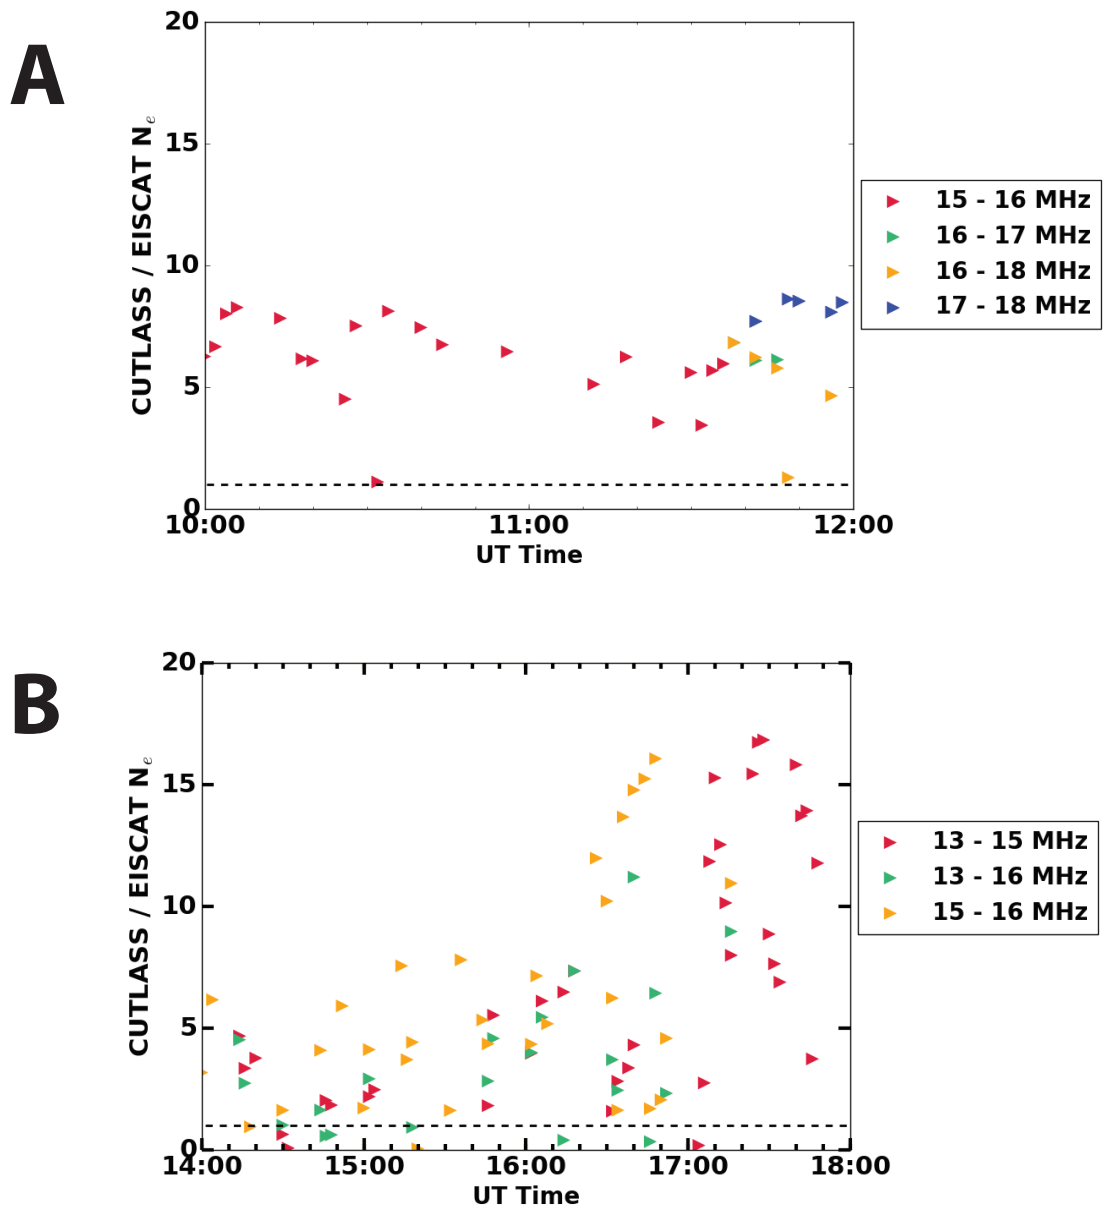 A
CUTLASS / EISCAT Ne
20
15
10
5
0
10:00
11:00
12:00
UT Time
15 - 16 MHz
16 - 17 MHz
16 - 18 MHz
17 - 18 MHz
B
CUTLASS / EISCAT Ne
20
15
10
5
0
14:00
15:00
16:00
17:00
18:00
UT Time
13 - 15 MHz
13 - 16 MHz
15 - 16 MHz